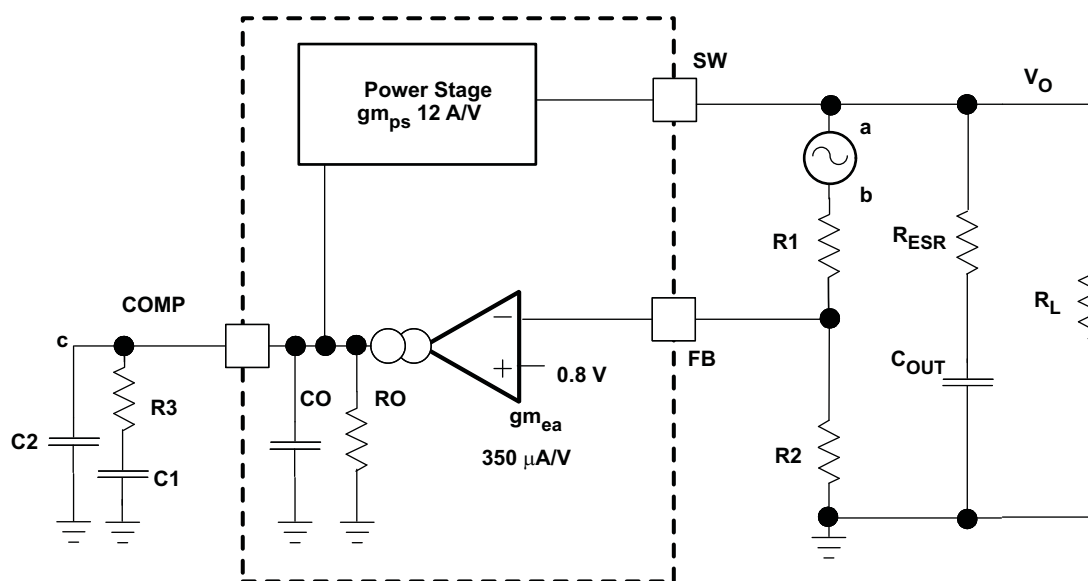 Power Stage
gmps 12 A/V
SW
VO
a
b
R1
RESR
RL
COMP
c
FB
0.8 V
COUT
R3
CO
RO
gmea
C2
C1
350 μA/V
R2